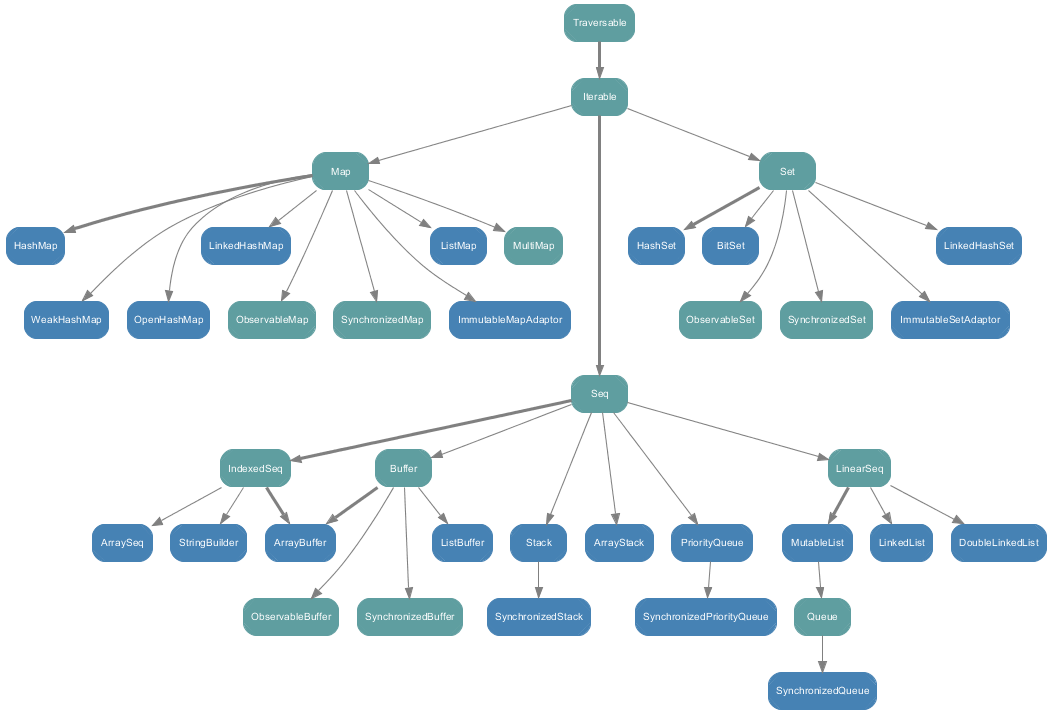 Traversable
Iterable
Map
Set
HashMap
LinkedHashMap
ListMap
MultiMap
HashSet
BitSet
LinkedHashSet
WeakHashMap
OpenHashMap
ObservableMap
SynchronizedMap
ImmutableMapAdaptor
ObservableSet
SynchronizedSet
ImmutableSetAdaptor
Seq
IndexedSeq
Buffer
LinearSeq
ArraySeq
StringBuilder
ArrayBuffer
ListBuffer
Stack
ArrayStack
PriorityQueue
MutableList
LinkedList
DoubleLinkedList
ObservableBuffer
SynchronizedBuffer
SynchronizedStack
SynchronizedPriorityQueue
Queue
SynchronizedQueue